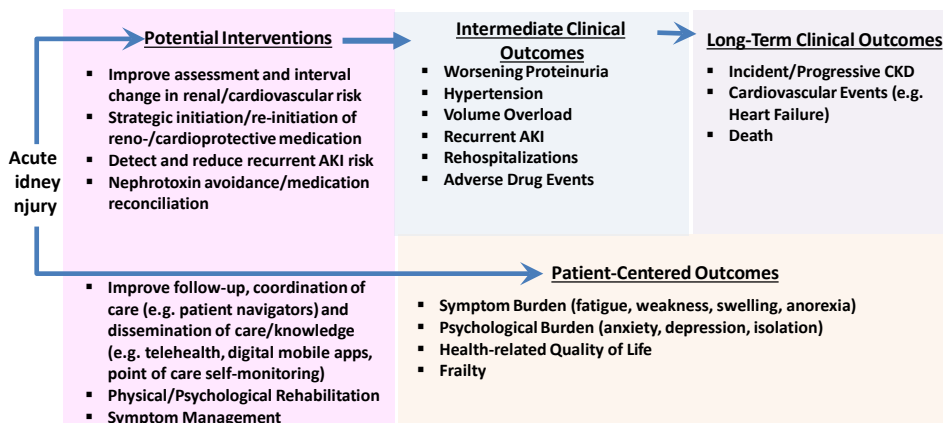 Acute
idney
njury
Potential Interventions
▪ Improve assessment and interval
change in renal/cardiovascular risk
▪ Strategic initiation/re-initiation of
reno-/cardioprotective medication
▪ Detect and reduce recurrent AKI risk
▪ Nephrotoxin avoidance/medication
reconciliation
Intermediate Clinical
Outcomes
▪ Worsening Proteinuria
▪ Hypertension
▪ Volume Overload
▪ Recurrent AKI
▪ Rehospitalizations
▪ Adverse Drug Events
Long-Term Clinical Outcomes
▪ Incident/Progressive CKD
▪ Cardiovascular Events (e.g.
Heart Failure)
▪ Death
▪ Improve follow-up, coordination of
care (e.g. patient navigators) and
dissemination of care/knowledge
(e.g. telehealth, digital mobile apps,
point of care self-monitoring)
▪ Physical/Psychological Rehabilitation
▪ Symptom Management
Patient-Centered Outcomes
▪ Symptom Burden (fatigue, weakness, swelling, anorexia)
▪ Psychological Burden (anxiety, depression, isolation)
▪ Health-related Quality of Life
▪ Frailty